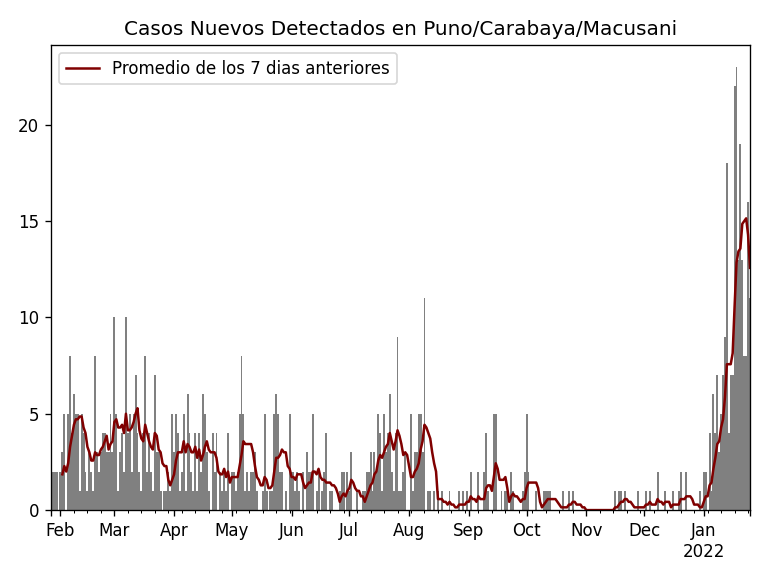 Casos Nuevos Detectados en Puno/Carabaya/Macusani
Promedio de los 7 dias anteriores
20
15
10
5
0
Feb Mar Apr May Jun Jul Aug Sep Oct Nov Dec Jan
2022